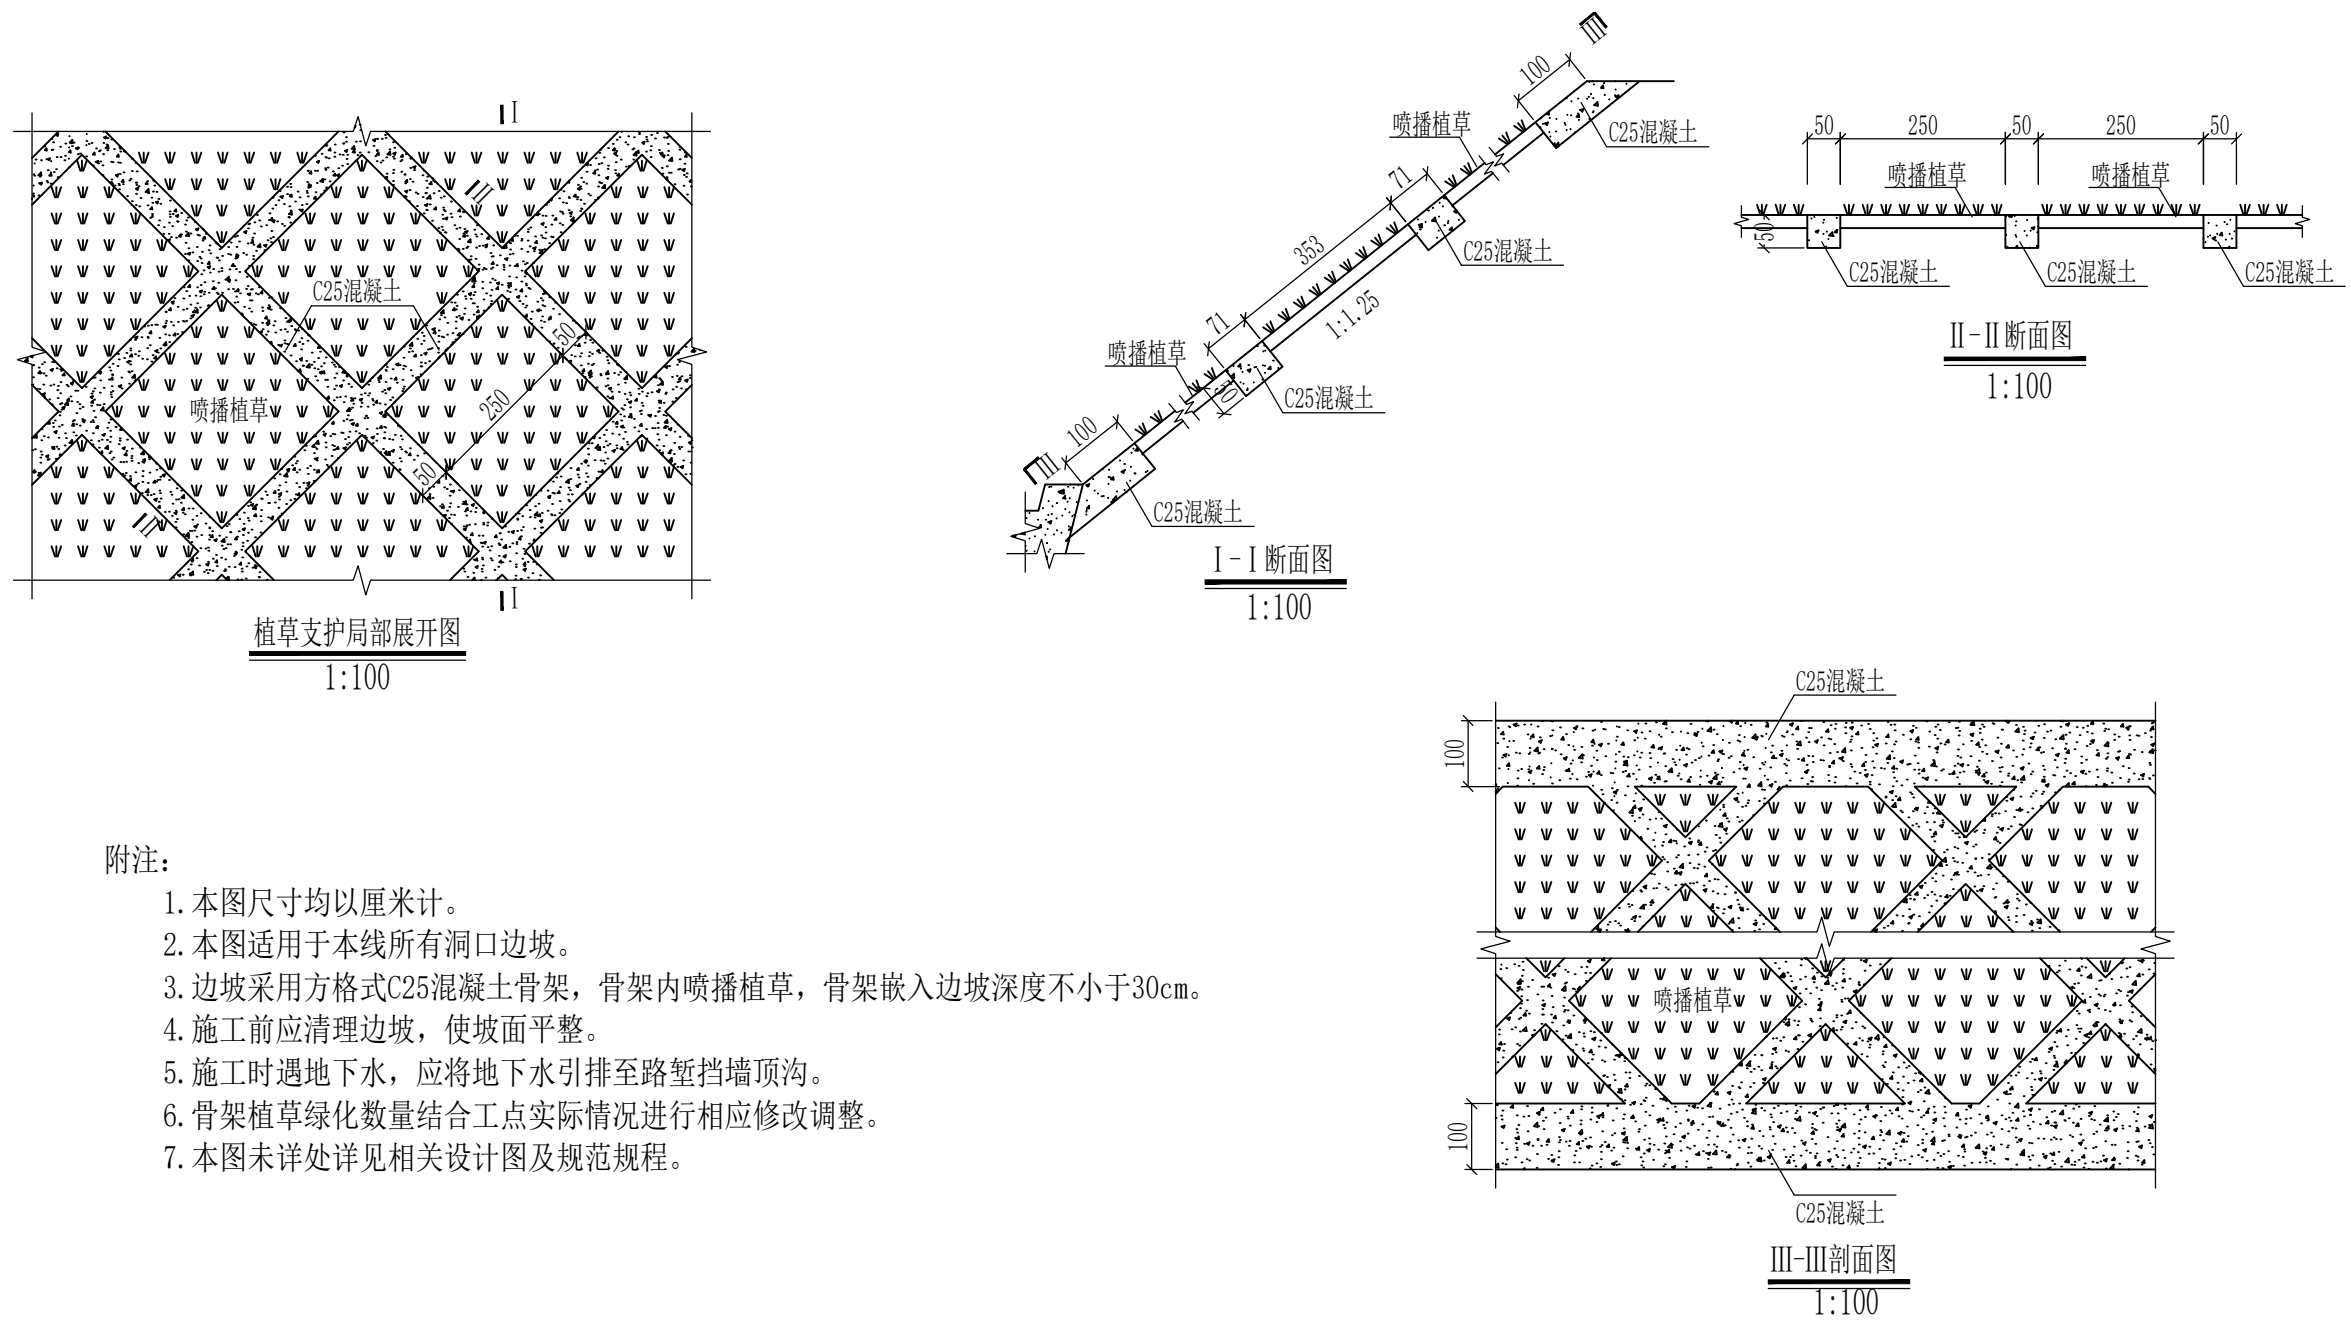 I
II
C25混凝土
50
喷播植草
250
50
II
I
植草支护局部展开图
1:100
III
100
喷播植草
C25混凝土
71
353
C25混凝土
71
1:1.25
喷播植草
50
C25混凝土
100
III
C25混凝土
I-I断面图
1:100
50 250 50 250 50
喷播植草 喷播植草
50
C25混凝土 C25混凝土 C25混凝土
II-II断面图
1:100
C25混凝土
100
喷播植草
100
C25混凝土
III-III剖面图
1:100
附注：
1.本图尺寸均以厘米计。
2.本图适用于本线所有洞口边坡。
3.边坡采用方格式C25混凝土骨架，骨架内喷播植草，骨架嵌入边坡深度不小于30cm。
4.施工前应清理边坡，使坡面平整。
5.施工时遇地下水，应将地下水引排至路堑挡墙顶沟。
6.骨架植草绿化数量结合工点实际情况进行相应修改调整。
7.本图未详处详见相关设计图及规范规程。